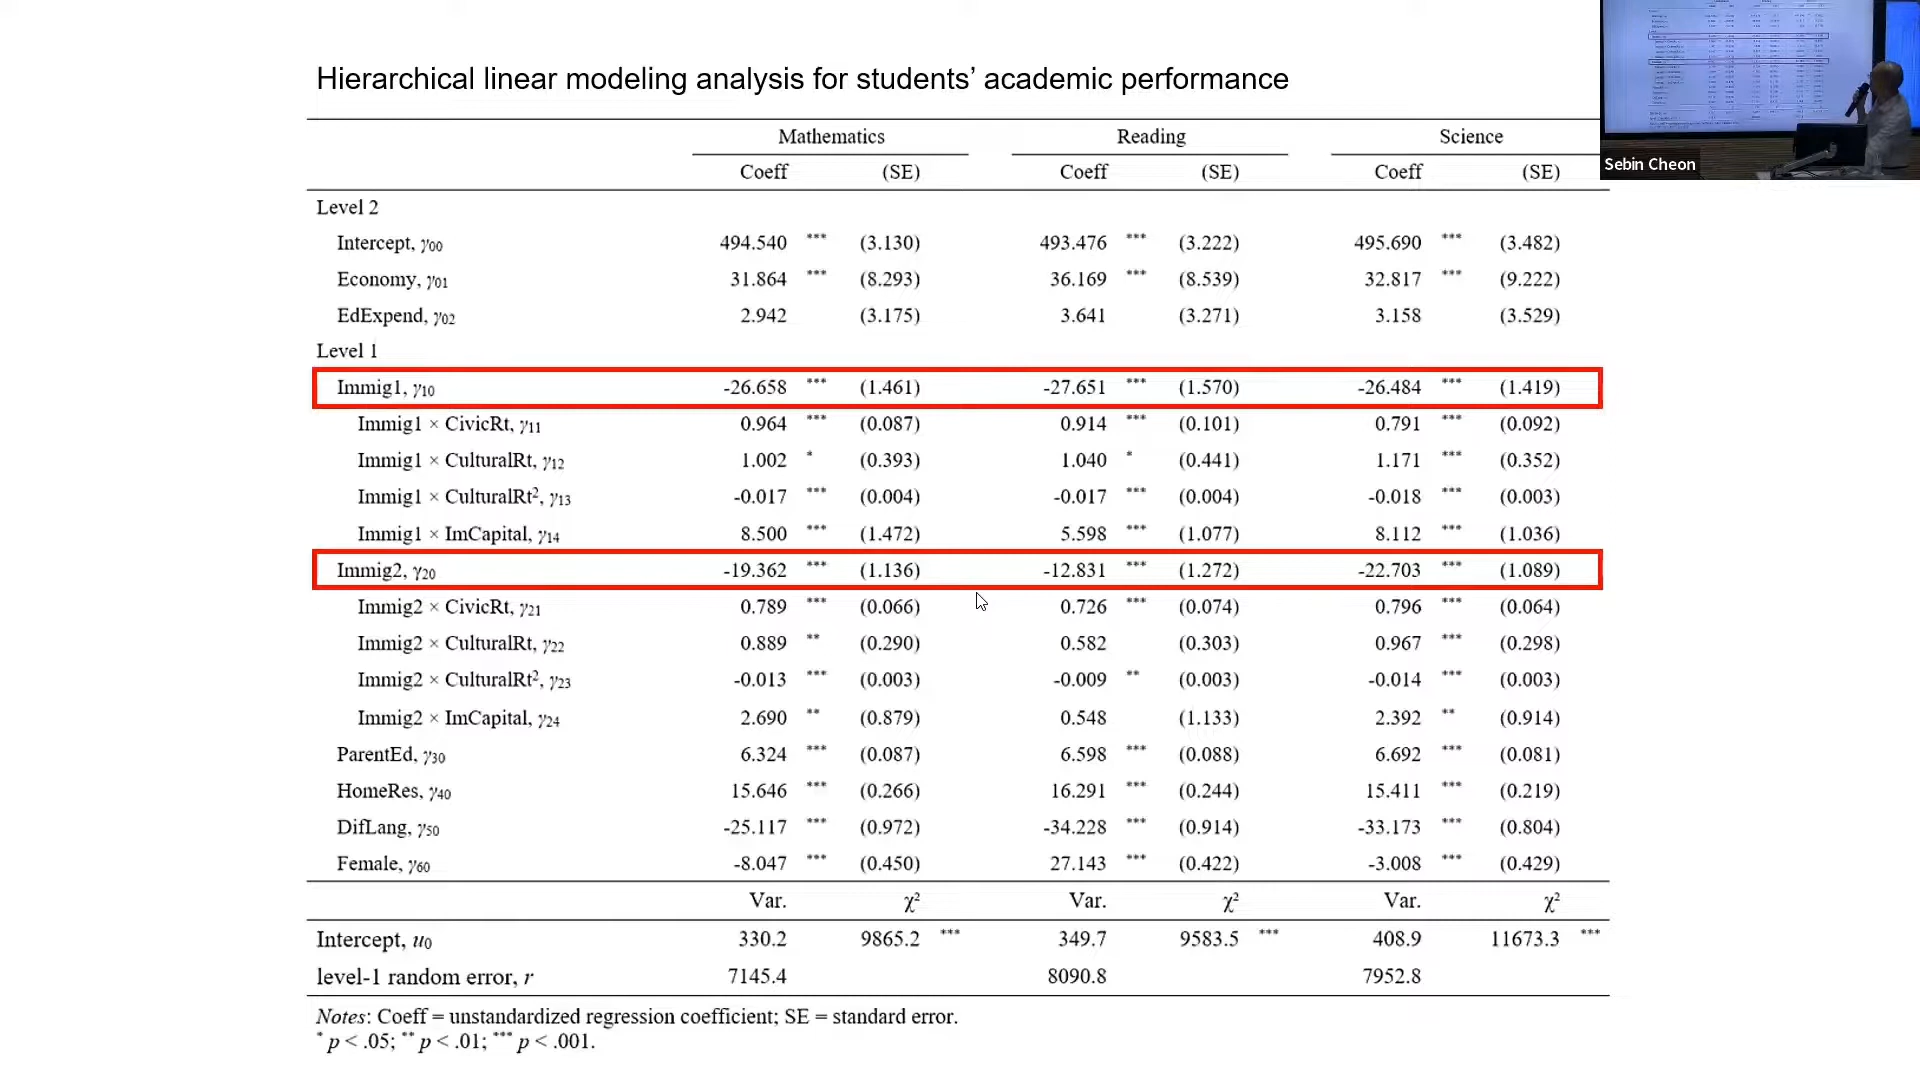 Hierarchical linear modeling analysis for students’ academic performance
Mathematics Reading Science
Coeff (SE) Coeff (SE) Coeff (SE)
Sebin Cheon
Level 2
Intercept, γ00 494.540 *** (3.130) 493.476 *** (3.222) 495.690 *** (3.482)
Economy, γ01 31.864 *** (8.293) 36.169 *** (8.539) 32.817 *** (9.222)
EdExpend, γ02 2.942 (3.175) 3.641 (3.271) 3.158 (3.529)
Level 1
Immig1, γ10 -26.658 *** (1.461) -27.651 *** (1.570) -26.484 *** (1.419)
Immig1 × CivicRt, γ11 0.964 *** (0.087) 0.914 *** (0.101) 0.791 *** (0.092)
Immig1 × CulturalRt, γ12 1.002 * (0.393) 1.040 * (0.441) 1.171 *** (0.352)
Immig1 × CulturalRt², γ13 -0.017 *** (0.004) -0.017 *** (0.004) -0.018 *** (0.003)
Immig1 × ImCapital, γ14 8.500 *** (1.472) 5.598 *** (1.077) 8.112 *** (1.036)
Immig2, γ20 -19.362 *** (1.136) -12.831 *** (1.272) -22.703 *** (1.089)
Immig2 × CivicRt, γ21 0.789 *** (0.066) 0.726 *** (0.074) 0.796 *** (0.064)
Immig2 × CulturalRt, γ22 0.889 ** (0.290) 0.582 (0.303) 0.967 *** (0.298)
Immig2 × CulturalRt², γ23 -0.013 *** (0.003) -0.009 ** (0.003) -0.014 *** (0.003)
Immig2 × ImCapital, γ24 2.690 ** (0.879) 0.548 (1.133) 2.392 ** (0.914)
ParentEd, γ30 6.324 *** (0.087) 6.598 *** (0.088) 6.692 *** (0.081)
HomeRes, γ40 15.646 *** (0.266) 16.291 *** (0.244) 15.411 *** (0.219)
DifLang, γ50 -25.117 *** (0.972) -34.228 *** (0.914) -33.173 *** (0.804)
Female, γ60 -8.047 *** (0.450) 27.143 *** (0.422) -3.008 *** (0.429)
Var. χ² Var. χ² Var. χ²
Intercept, u0 330.2 9865.2 *** 349.7 9583.5 *** 408.9 11673.3 ***
level-1 random error, r 7145.4 8090.8 7952.8
Notes: Coeff = unstandardized regression coefficient; SE = standard error.
* p < .05; ** p < .01; *** p < .001.